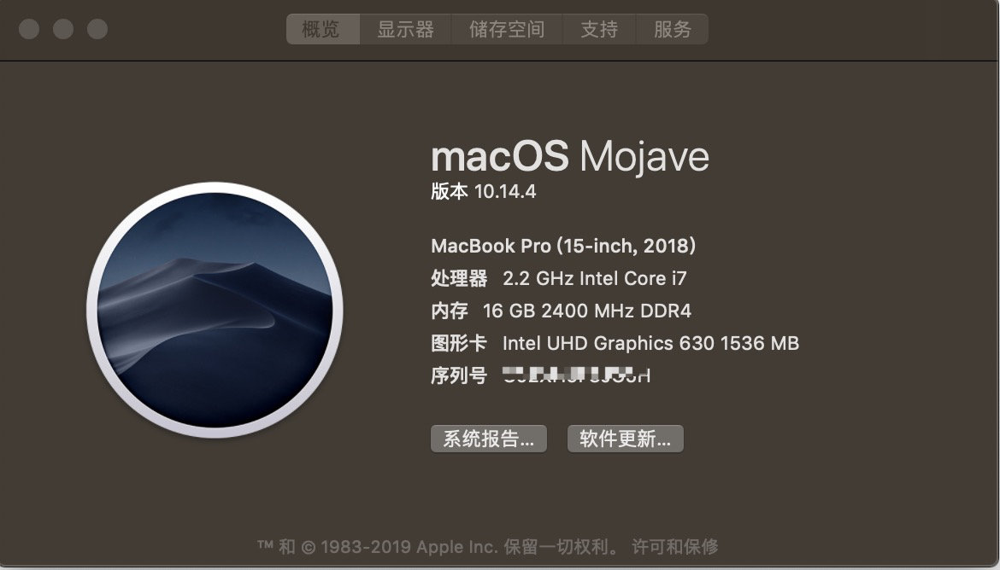 概览 显示器 储存空间 支持 服务
macOS Mojave
版本 10.14.4
MacBook Pro (15-inch, 2018)
处理器 2.2 GHz Intel Core i7
内存 16 GB 2400 MHz DDR4
图形卡 Intel UHD Graphics 630 1536 MB
序列号
系统报告... 软件更新...
™ 和 © 1983-2019 Apple Inc. 保留一切权利。 许可和保修